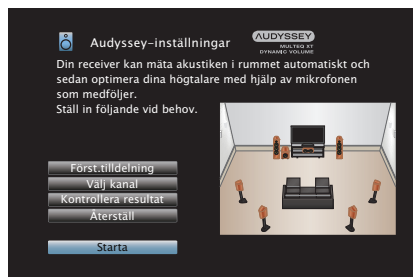 Audyssey-inställningar
AUDYSSEY
MULTEQ XT
DYNAMIC VOLUME
Din receiver kan mäta akustiken i rummet automatiskt och
sedan optimera dina högtalare med hjälp av mikrofonen
som medföljer.
Ställ in följande vid behov.
Först.tilldelning
Välj kanal
Kontrollera resultat
Återställ
Starta